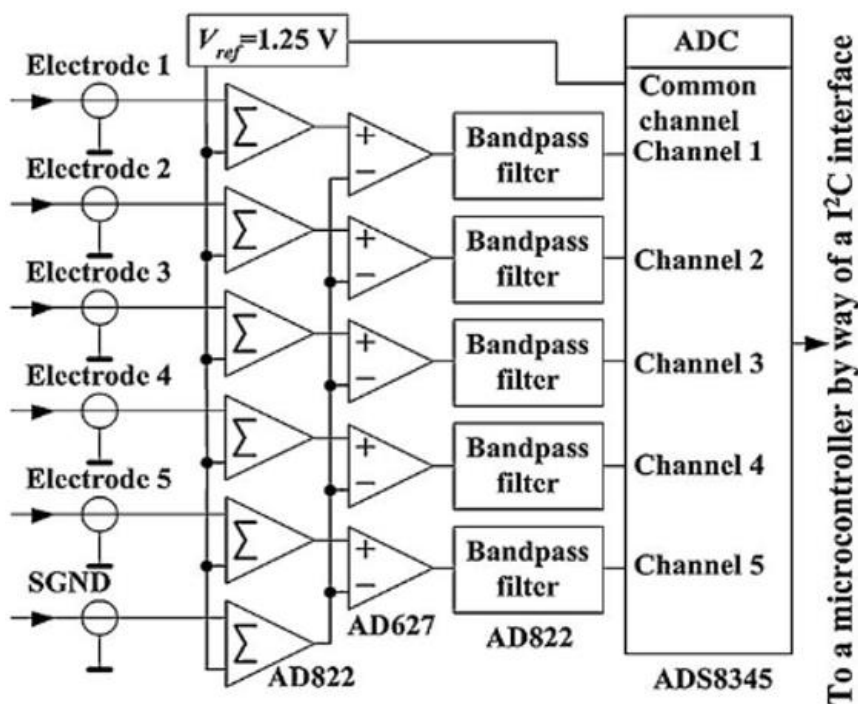 V_ref=1.25 V
ADC
Electrode 1
Common
channel
Channel 1
Σ
+
−
Bandpass
filter
Electrode 2
Σ
+
−
Bandpass
filter
Channel 2
Electrode 3
Σ
+
−
Bandpass
filter
Channel 3
Electrode 4
Σ
+
−
Bandpass
filter
Channel 4
Electrode 5
Σ
+
−
Bandpass
filter
Channel 5
SGND
Σ
AD822
AD627
AD822
ADS8345
To a microcontroller by way of a I²C interface